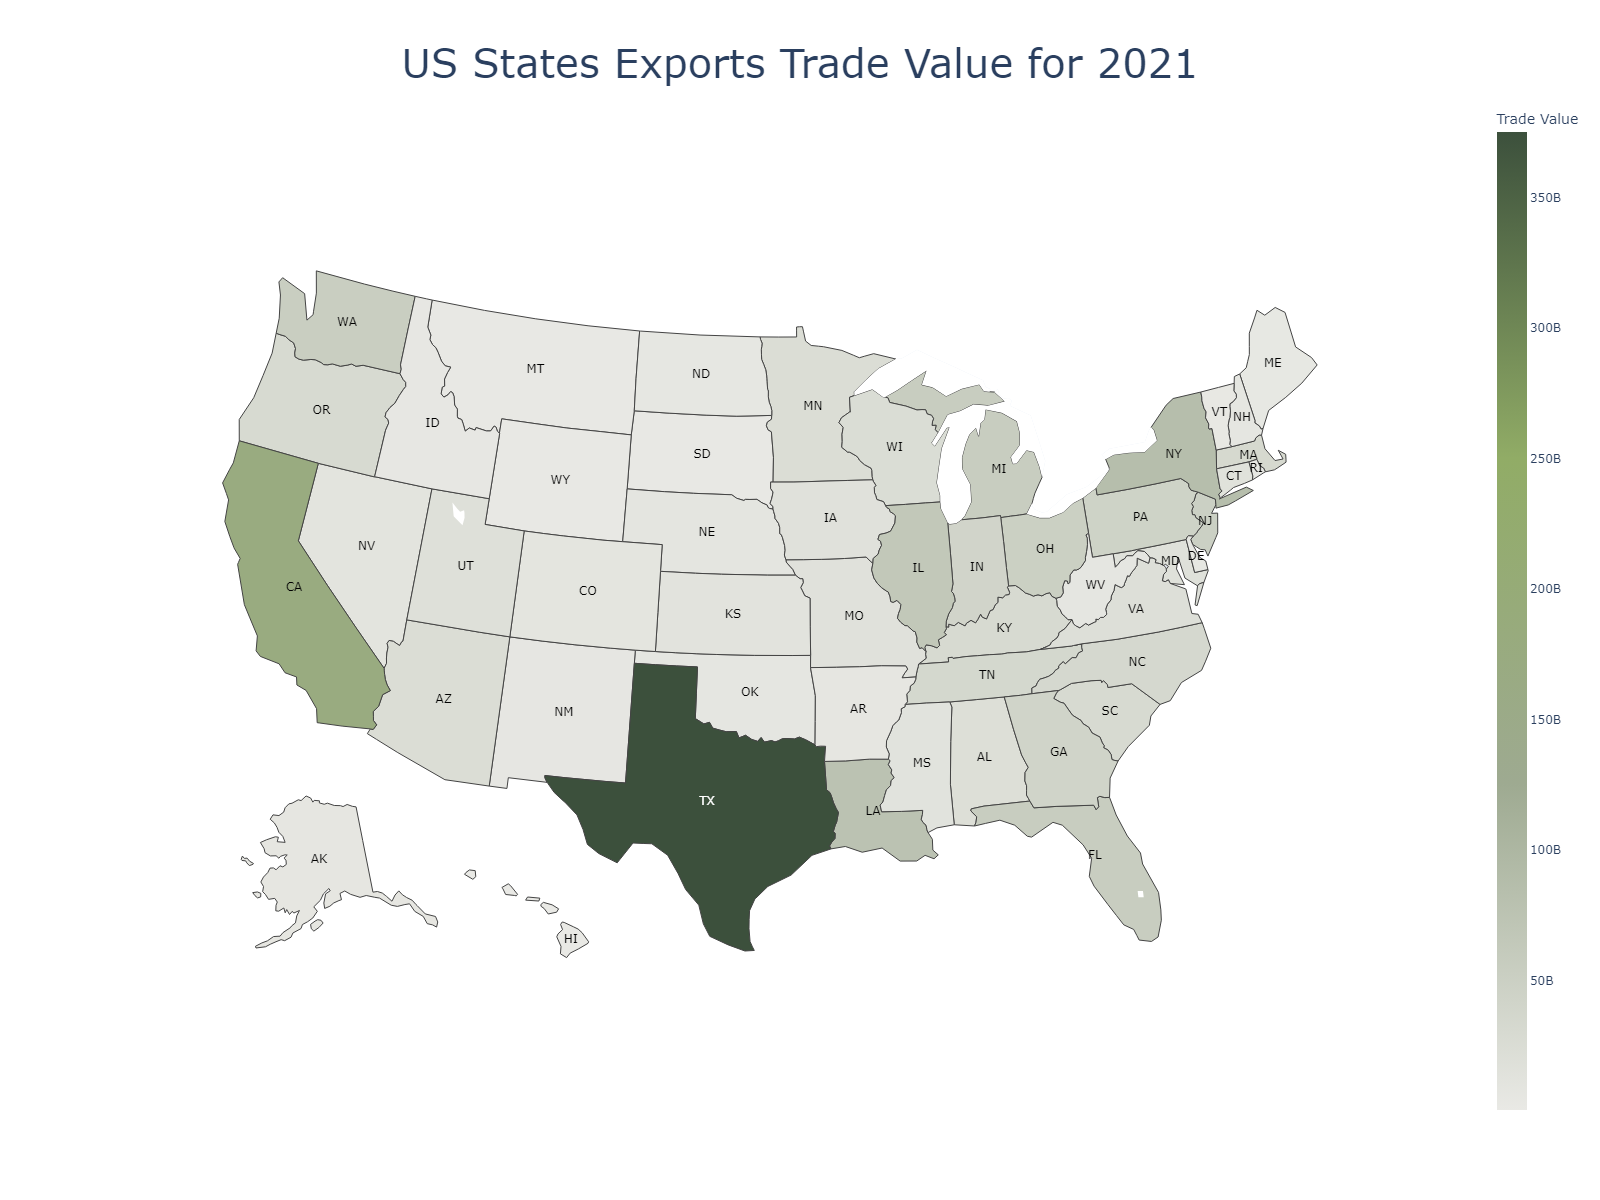 US States Exports Trade Value for 2021
Trade Value
350B
300B
250B
200B
150B
100B
50B
WA
MT
ND
MN
ME
OR
ID
SD
WI
MI
VT
NH
NY
MA
RI
CT
WY
NE
IA
PA
NJ
NV
UT
CO
IL
IN
OH
MD
DE
WV
CA
KS
MO
KY
VA
AZ
NM
OK
AR
TN
NC
SC
MS
AL
GA
TX
LA
FL
AK
HI